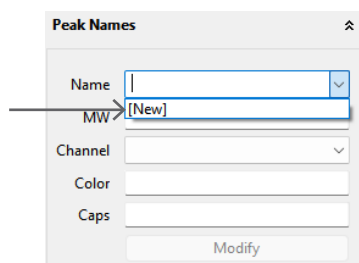 Peak Names
Name
[New]
MW
Channel
Color
Caps
Modify